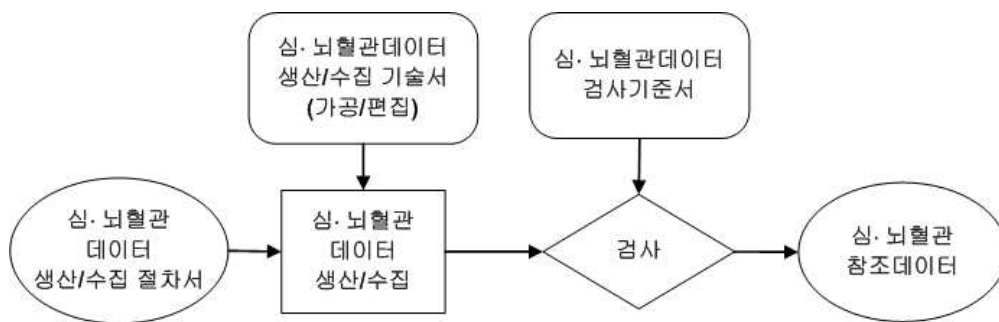 심· 뇌혈관데이터
생산/수집 기술서
(가공/편집)
심· 뇌혈관데이터
검사기준서
심· 뇌혈관
데이터
생산/수집 절차서
심· 뇌혈관
데이터
생산/수집
검사
심· 뇌혈관
참조데이터